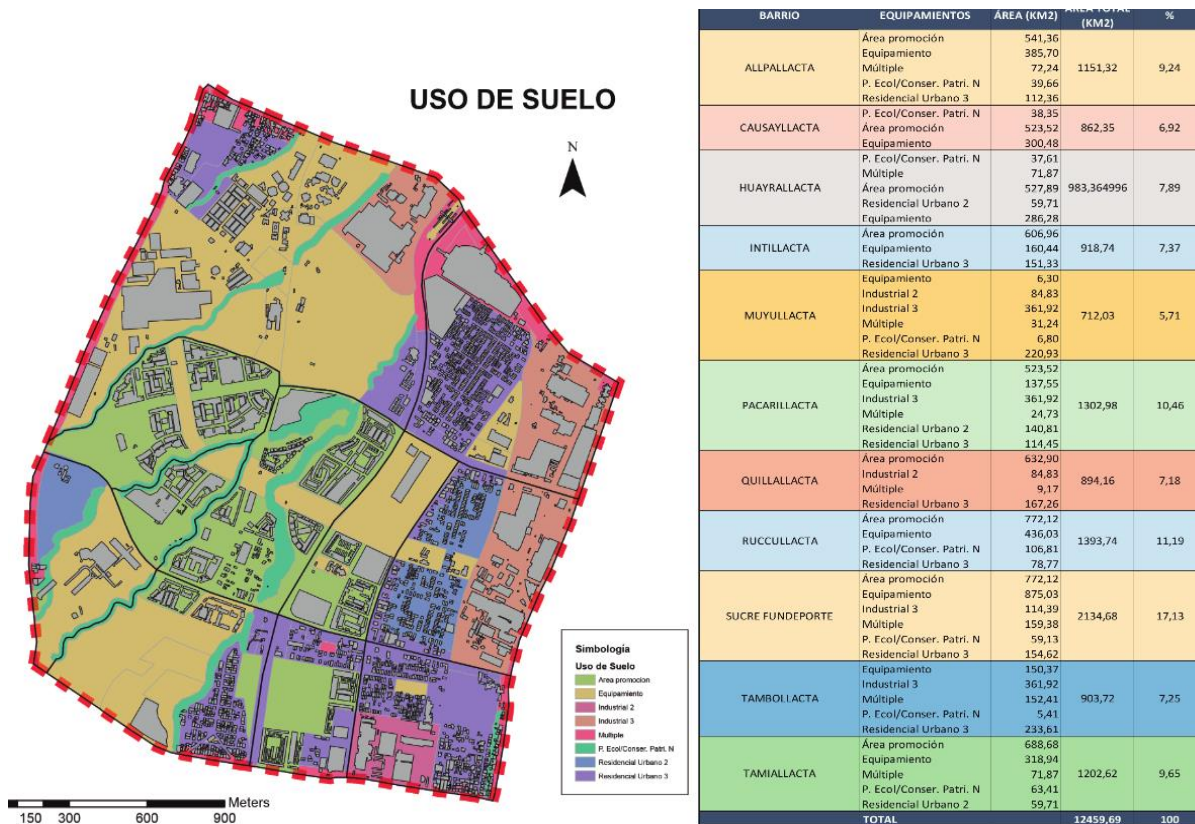 USO DE SUELO
N
Simbología
Uso de Suelo
Area promocion
Equipamiento
Industrial 2
Industrial 3
Multiple
P. Ecol/Conser. Patri. N
Residencial Urbano 2
Residencial Urbano 3
Meters
150 300 600 900
BARRIO EQUIPAMIENTOS ÁREA (KM2) ÁREA TOTAL (KM2) %
ALLPALLACTA 1151,32 9,24
Área promoción 541,36
Equipamiento 385,70
Múltiple 72,24
P. Ecol/Conser. Patri. N 39,66
Residencial Urbano 3 112,36
CAUSAYLLACTA 862,35 6,92
P. Ecol/Conser. Patri. N 38,35
Área promoción 523,52
Equipamiento 300,48
HUAYRALLACTA 983,364996 7,89
P. Ecol/Conser. Patri. N 37,61
Múltiple 71,87
Área promoción 527,89
Residencial Urbano 2 59,71
Equipamiento 286,28
INTILLACTA 918,74 7,37
Área promoción 606,96
Equipamiento 160,44
Residencial Urbano 3 151,33
MUYULLACTA 712,03 5,71
Equipamiento 6,30
Industrial 2 84,83
Industrial 3 361,92
Múltiple 31,24
P. Ecol/Conser. Patri. N 6,80
Residencial Urbano 3 220,93
PACARILLACTA 1302,98 10,46
Área promoción 523,52
Equipamiento 137,55
Industrial 3 361,92
Múltiple 24,73
Residencial Urbano 2 140,81
Residencial Urbano 3 114,45
QUILLALLACTA 894,16 7,18
Área promoción 632,90
Industrial 2 84,83
Múltiple 9,17
Residencial Urbano 3 167,26
RUCCULLACTA 1393,74 11,19
Área promoción 772,12
Equipamiento 436,03
P. Ecol/Conser. Patri. N 106,81
Residencial Urbano 3 78,77
SUCRE FUNDEPORTE 2134,68 17,13
Área promoción 772,12
Equipamiento 875,03
Industrial 3 114,39
Múltiple 159,38
P. Ecol/Conser. Patri. N 59,13
Residencial Urbano 3 154,62
TAMBOLLACTA 903,72 7,25
Equipamiento 150,37
Industrial 3 361,92
Múltiple 152,41
P. Ecol/Conser. Patri. N 5,41
Residencial Urbano 3 233,61
TAMIALLACTA 1202,62 9,65
Área promoción 688,68
Equipamiento 318,94
Múltiple 71,87
P. Ecol/Conser. Patri. N 63,41
Residencial Urbano 2 59,71
TOTAL 12459,69 100